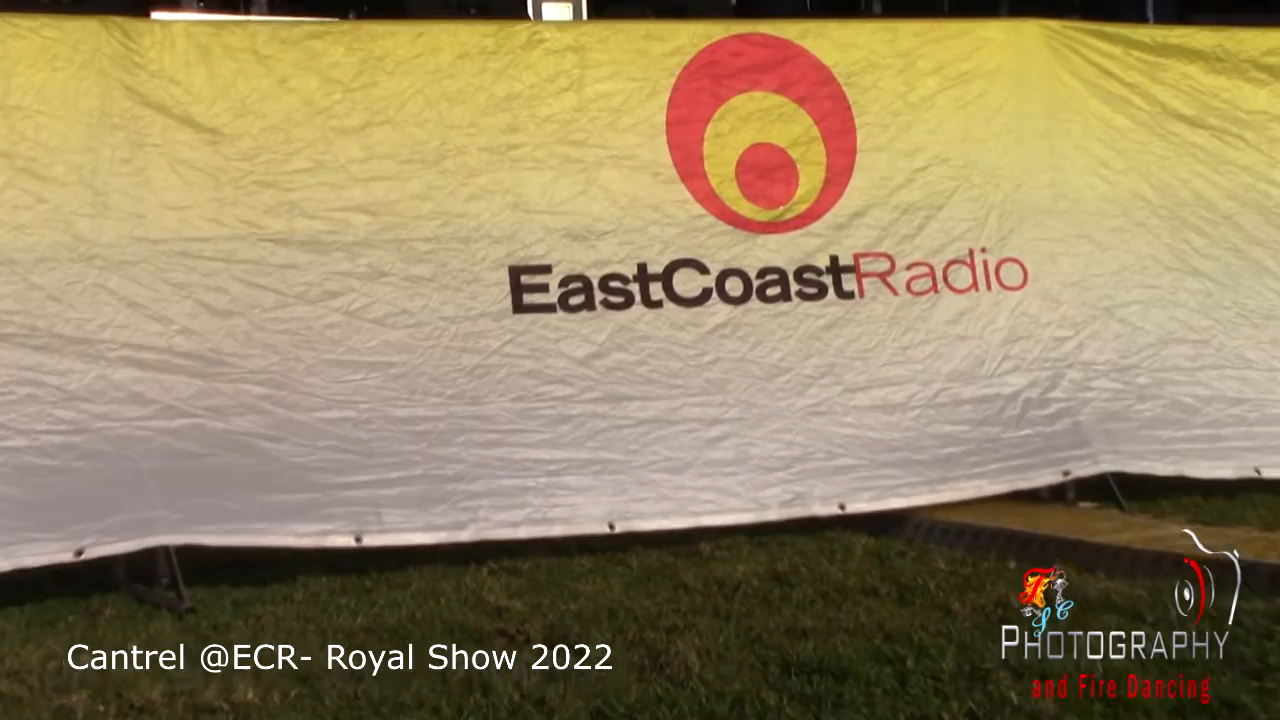 EastCoastRadio
Cantrel @ECR- Royal Show 2022
PHOTOGRAPHY
and Fire Dancing